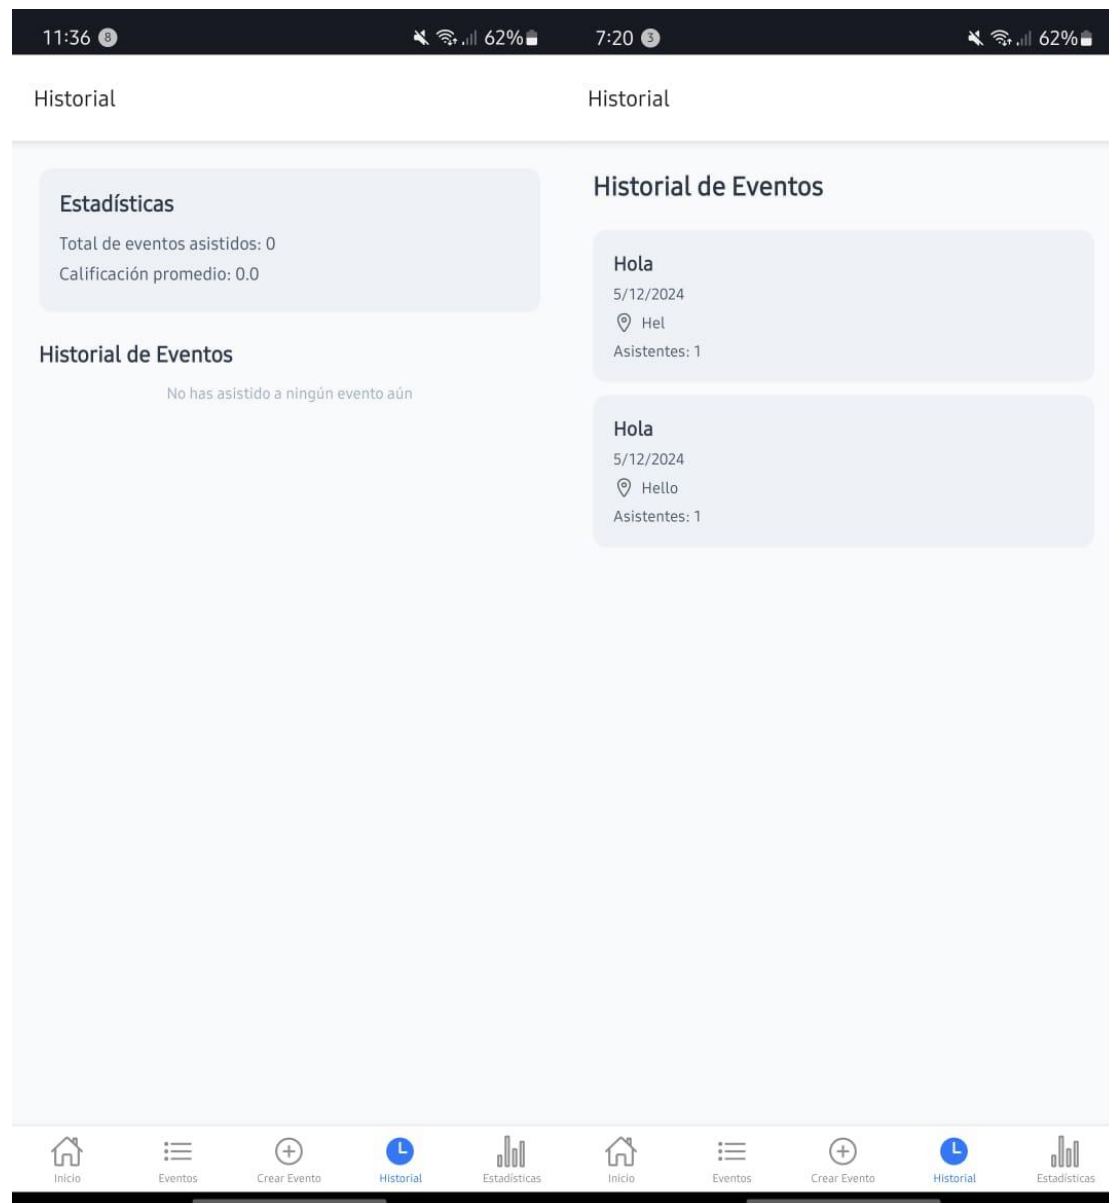 11:36 8
62%
Historial
Estadísticas
Total de eventos asistidos: 0
Calificación promedio: 0.0
Historial de Eventos
No has asistido a ningún evento aún
Inicio
Eventos
Crear Evento
Historial
Estadísticas
7:20 3
62%
Historial
Historial de Eventos
Hola
5/12/2024
Hel
Asistentes: 1
Hola
5/12/2024
Hello
Asistentes: 1
Inicio
Eventos
Crear Evento
Historial
Estadísticas